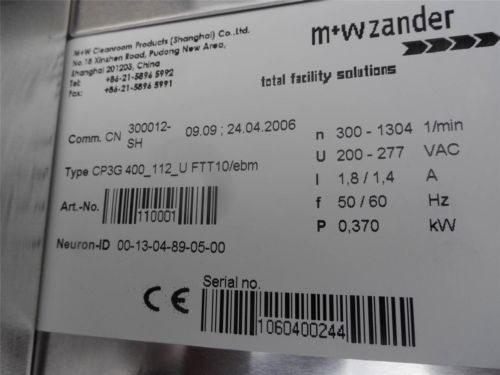 m+w zander
M+W Cleanroom Products (Shanghai) Co.,Ltd.
No.18 Xinzhen Road, Pudong New Area,
Shanghai 201203, China
Tel: +86-21-5896 5992
Fax: +86-21-5896 5991
total facility solutions
Comm. CN 300012-SH 09.09 ; 24.04.2006
Type CP3G 400_112_U FTT10/ebm
Art.-No. 110001
Neuron-ID 00-13-04-89-05-00
n 300 - 1304 1/min
U 200 - 277 VAC
I 1,8 / 1,4 A
f 50 / 60 Hz
P 0,370 kW
CE
Serial no.
1060400244